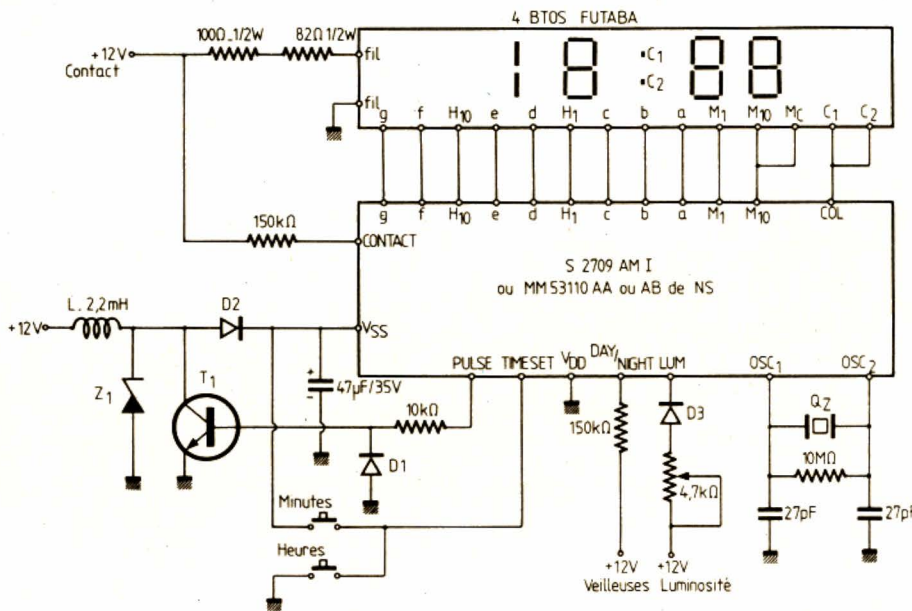 4 BTOS FUTABA
100Ω_1/2W 82Ω 1/2W
+12V
Contact
fil
C1
C2
fil
g f H10 e d H1 c b a M1 M10 MC C1 C2
g f H10 e d H1 c b a M1 M10 COL
150kΩ
CONTACT
S 2709 AM I
ou MM 53110 AA ou AB de NS
L. 2,2mH
D2
+12V
VSS
PULSE TIMESET VDD DAY/NIGHT LUM OSC1 OSC2
Z1
T1
+
-
47µF/35V
10kΩ
D1
150kΩ
D3
4,7kΩ
QZ
10MΩ
27pF
27pF
Minutes
Heures
+12V +12V
Veilleuses Luminosité